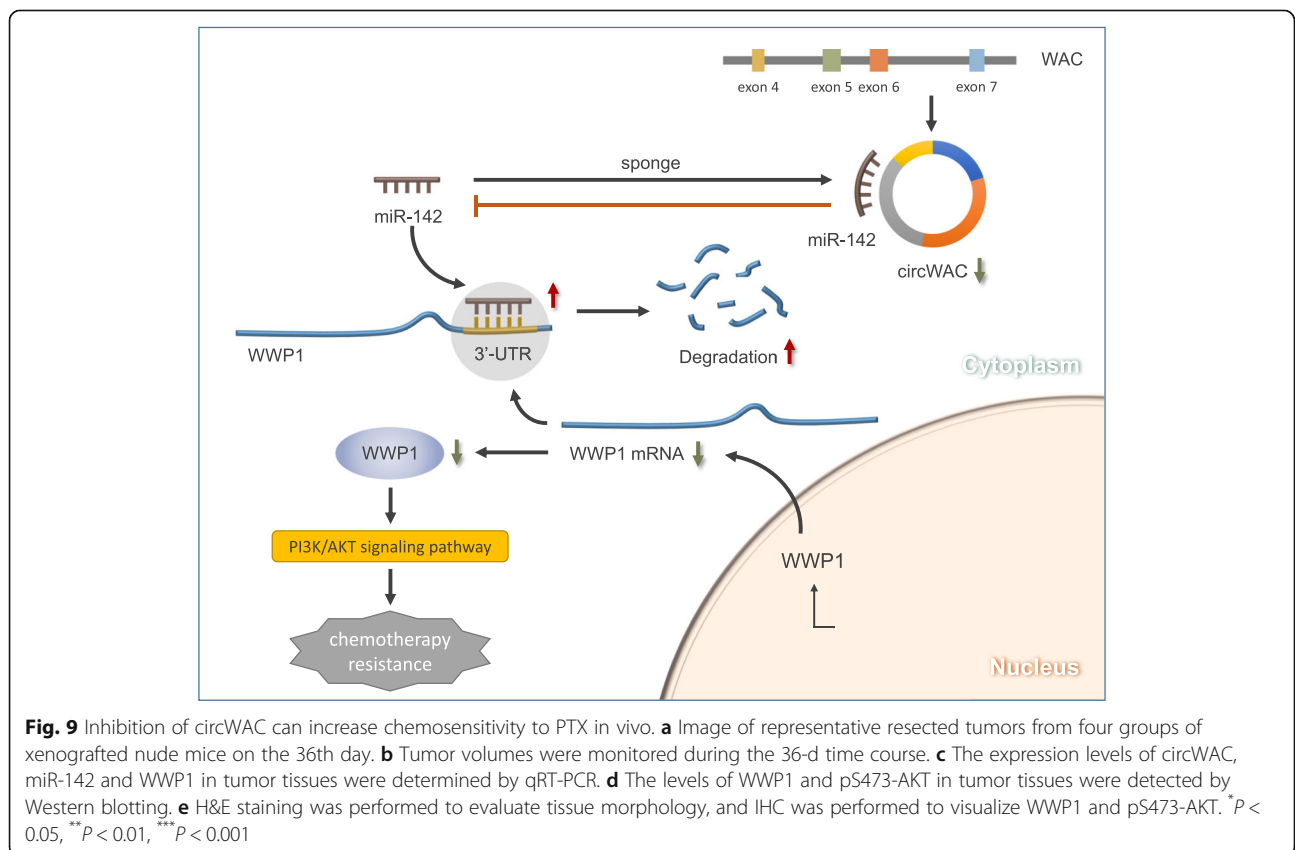 WAC
exon 4 exon 5 exon 6 exon 7
sponge
miR-142
miR-142
circWAC
3'-UTR
WWP1
Degradation
Cytoplasm
WWP1
WWP1 mRNA
PI3K/AKT signaling pathway
WWP1
chemotherapy
resistance
Nucleus
Fig. 9 Inhibition of circWAC can increase chemosensitivity to PTX in vivo. a Image of representative resected tumors from four groups of
xenografted nude mice on the 36th day. b Tumor volumes were monitored during the 36-d time course. c The expression levels of circWAC,
miR-142 and WWP1 in tumor tissues were determined by qRT-PCR. d The levels of WWP1 and pS473-AKT in tumor tissues were detected by
Western blotting. e H&E staining was performed to evaluate tissue morphology, and IHC was performed to visualize WWP1 and pS473-AKT. *P <
0.05, **P < 0.01, ***P < 0.001